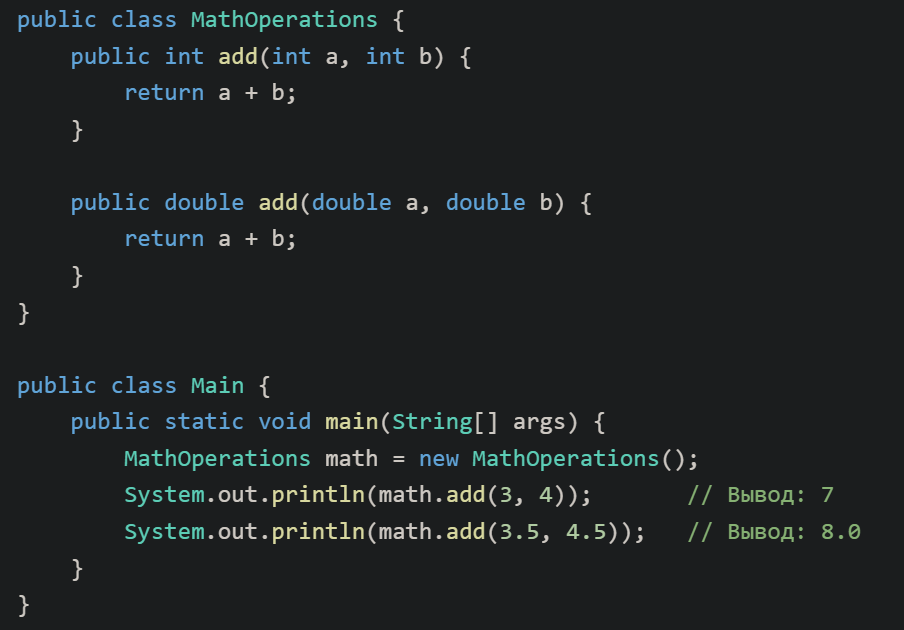 public class MathOperations {
    public int add(int a, int b) {
        return a + b;
    }

    public double add(double a, double b) {
        return a + b;
    }
}

public class Main {
    public static void main(String[] args) {
        MathOperations math = new MathOperations();
        System.out.println(math.add(3, 4));       // Вывод: 7
        System.out.println(math.add(3.5, 4.5));   // Вывод: 8.0
    }
}